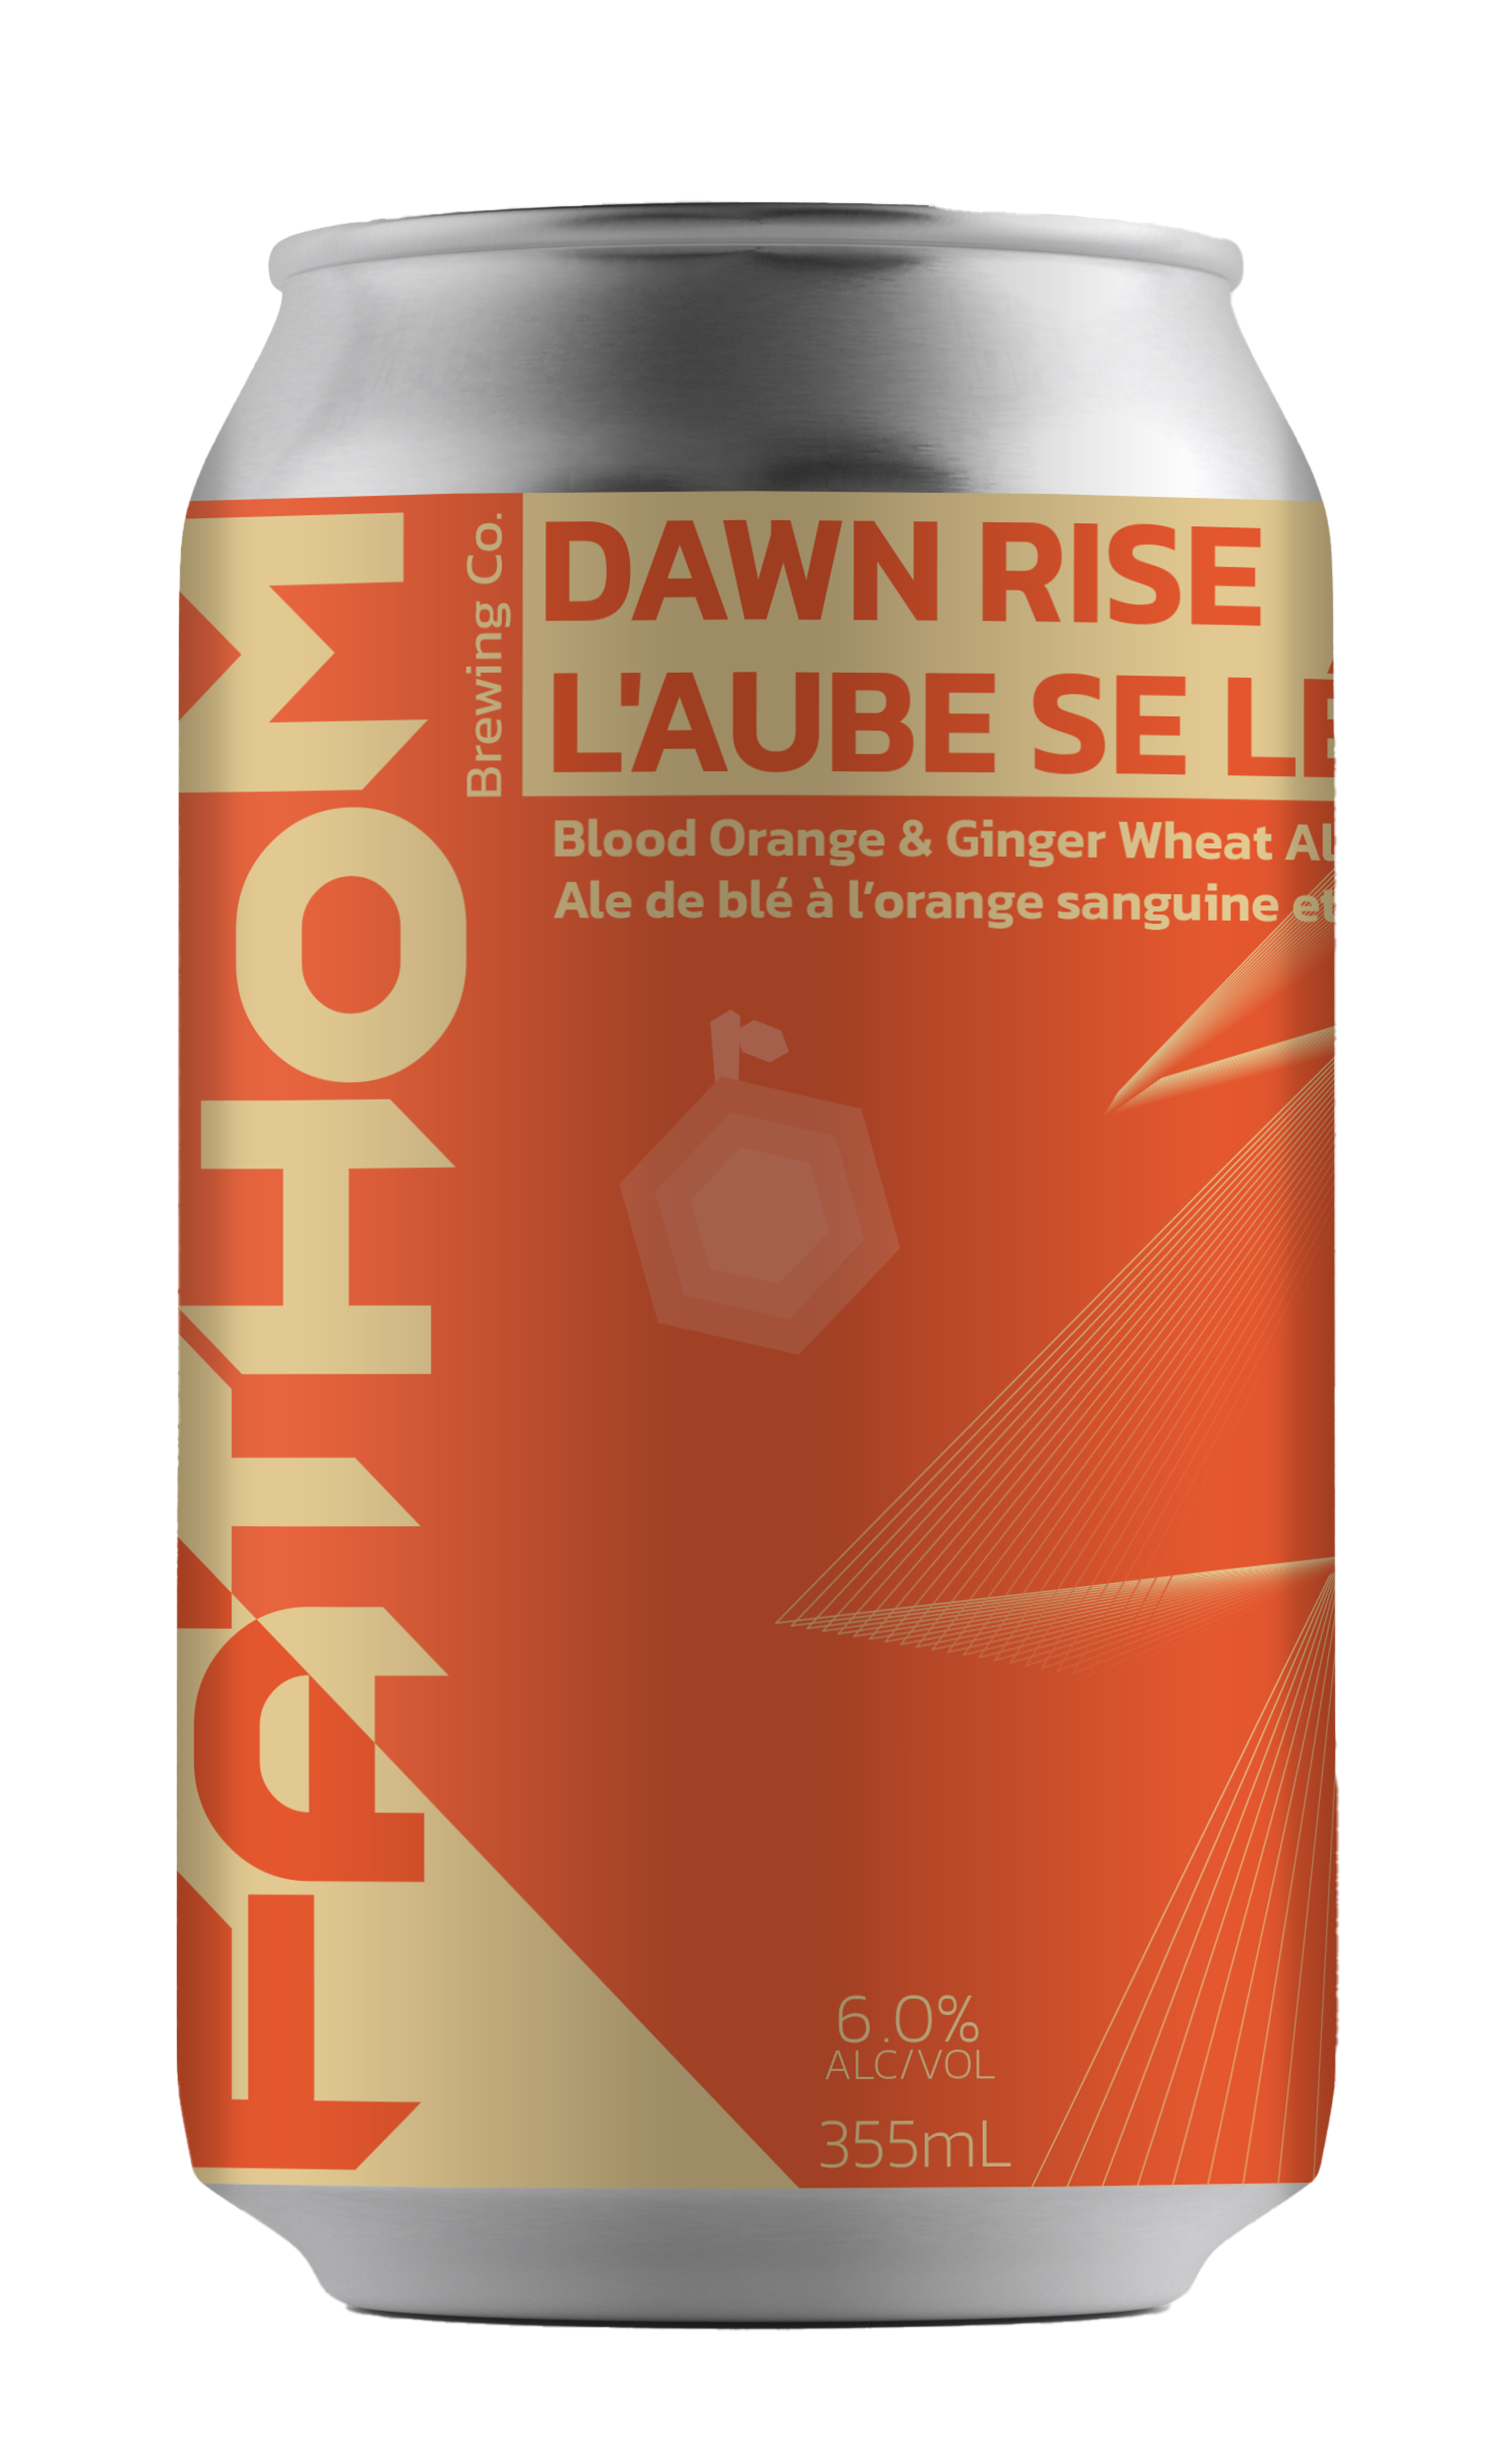 FATHOM
Brewing Co.
DAWN RISE
L'AUBE SE LÈ
Blood Orange & Ginger Wheat Al
Ale de blé à l'orange sanguine et
6.0%
ALC/VOL
355mL